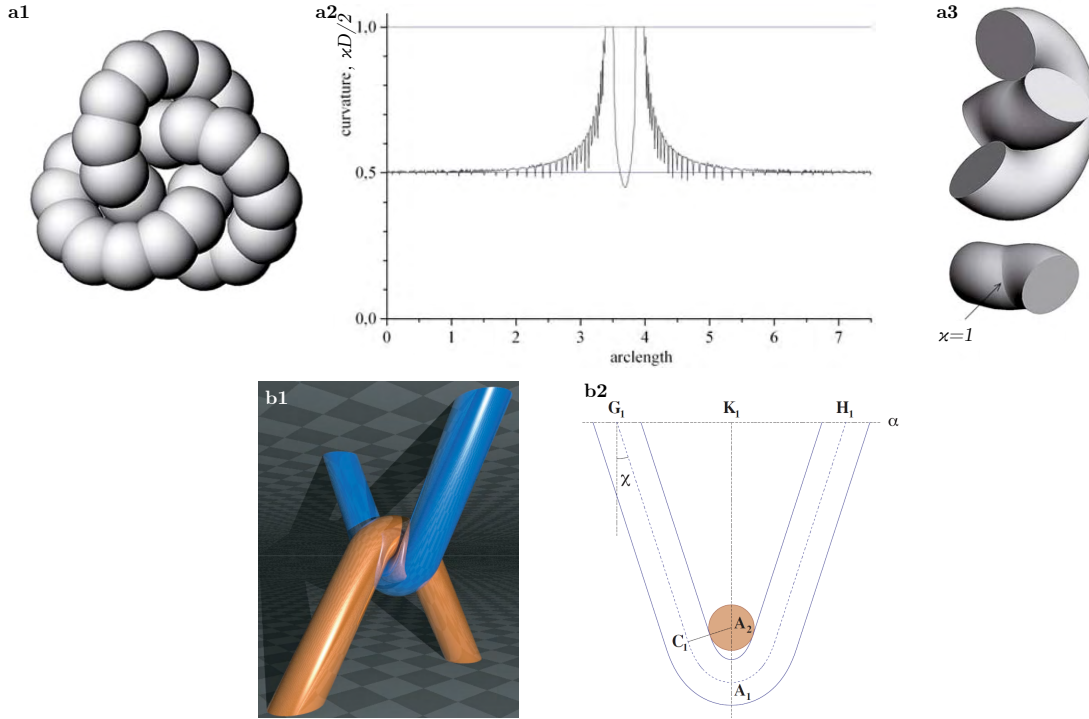 a1
a2
a3
curvature, ϰD/2
1,0
0.5
0,0
0
1
2
3
4
5
6
7
arclength
ϰ=1
b1
b2
G₁
K₁
H₁
α
χ
C₁
A₂
A₁